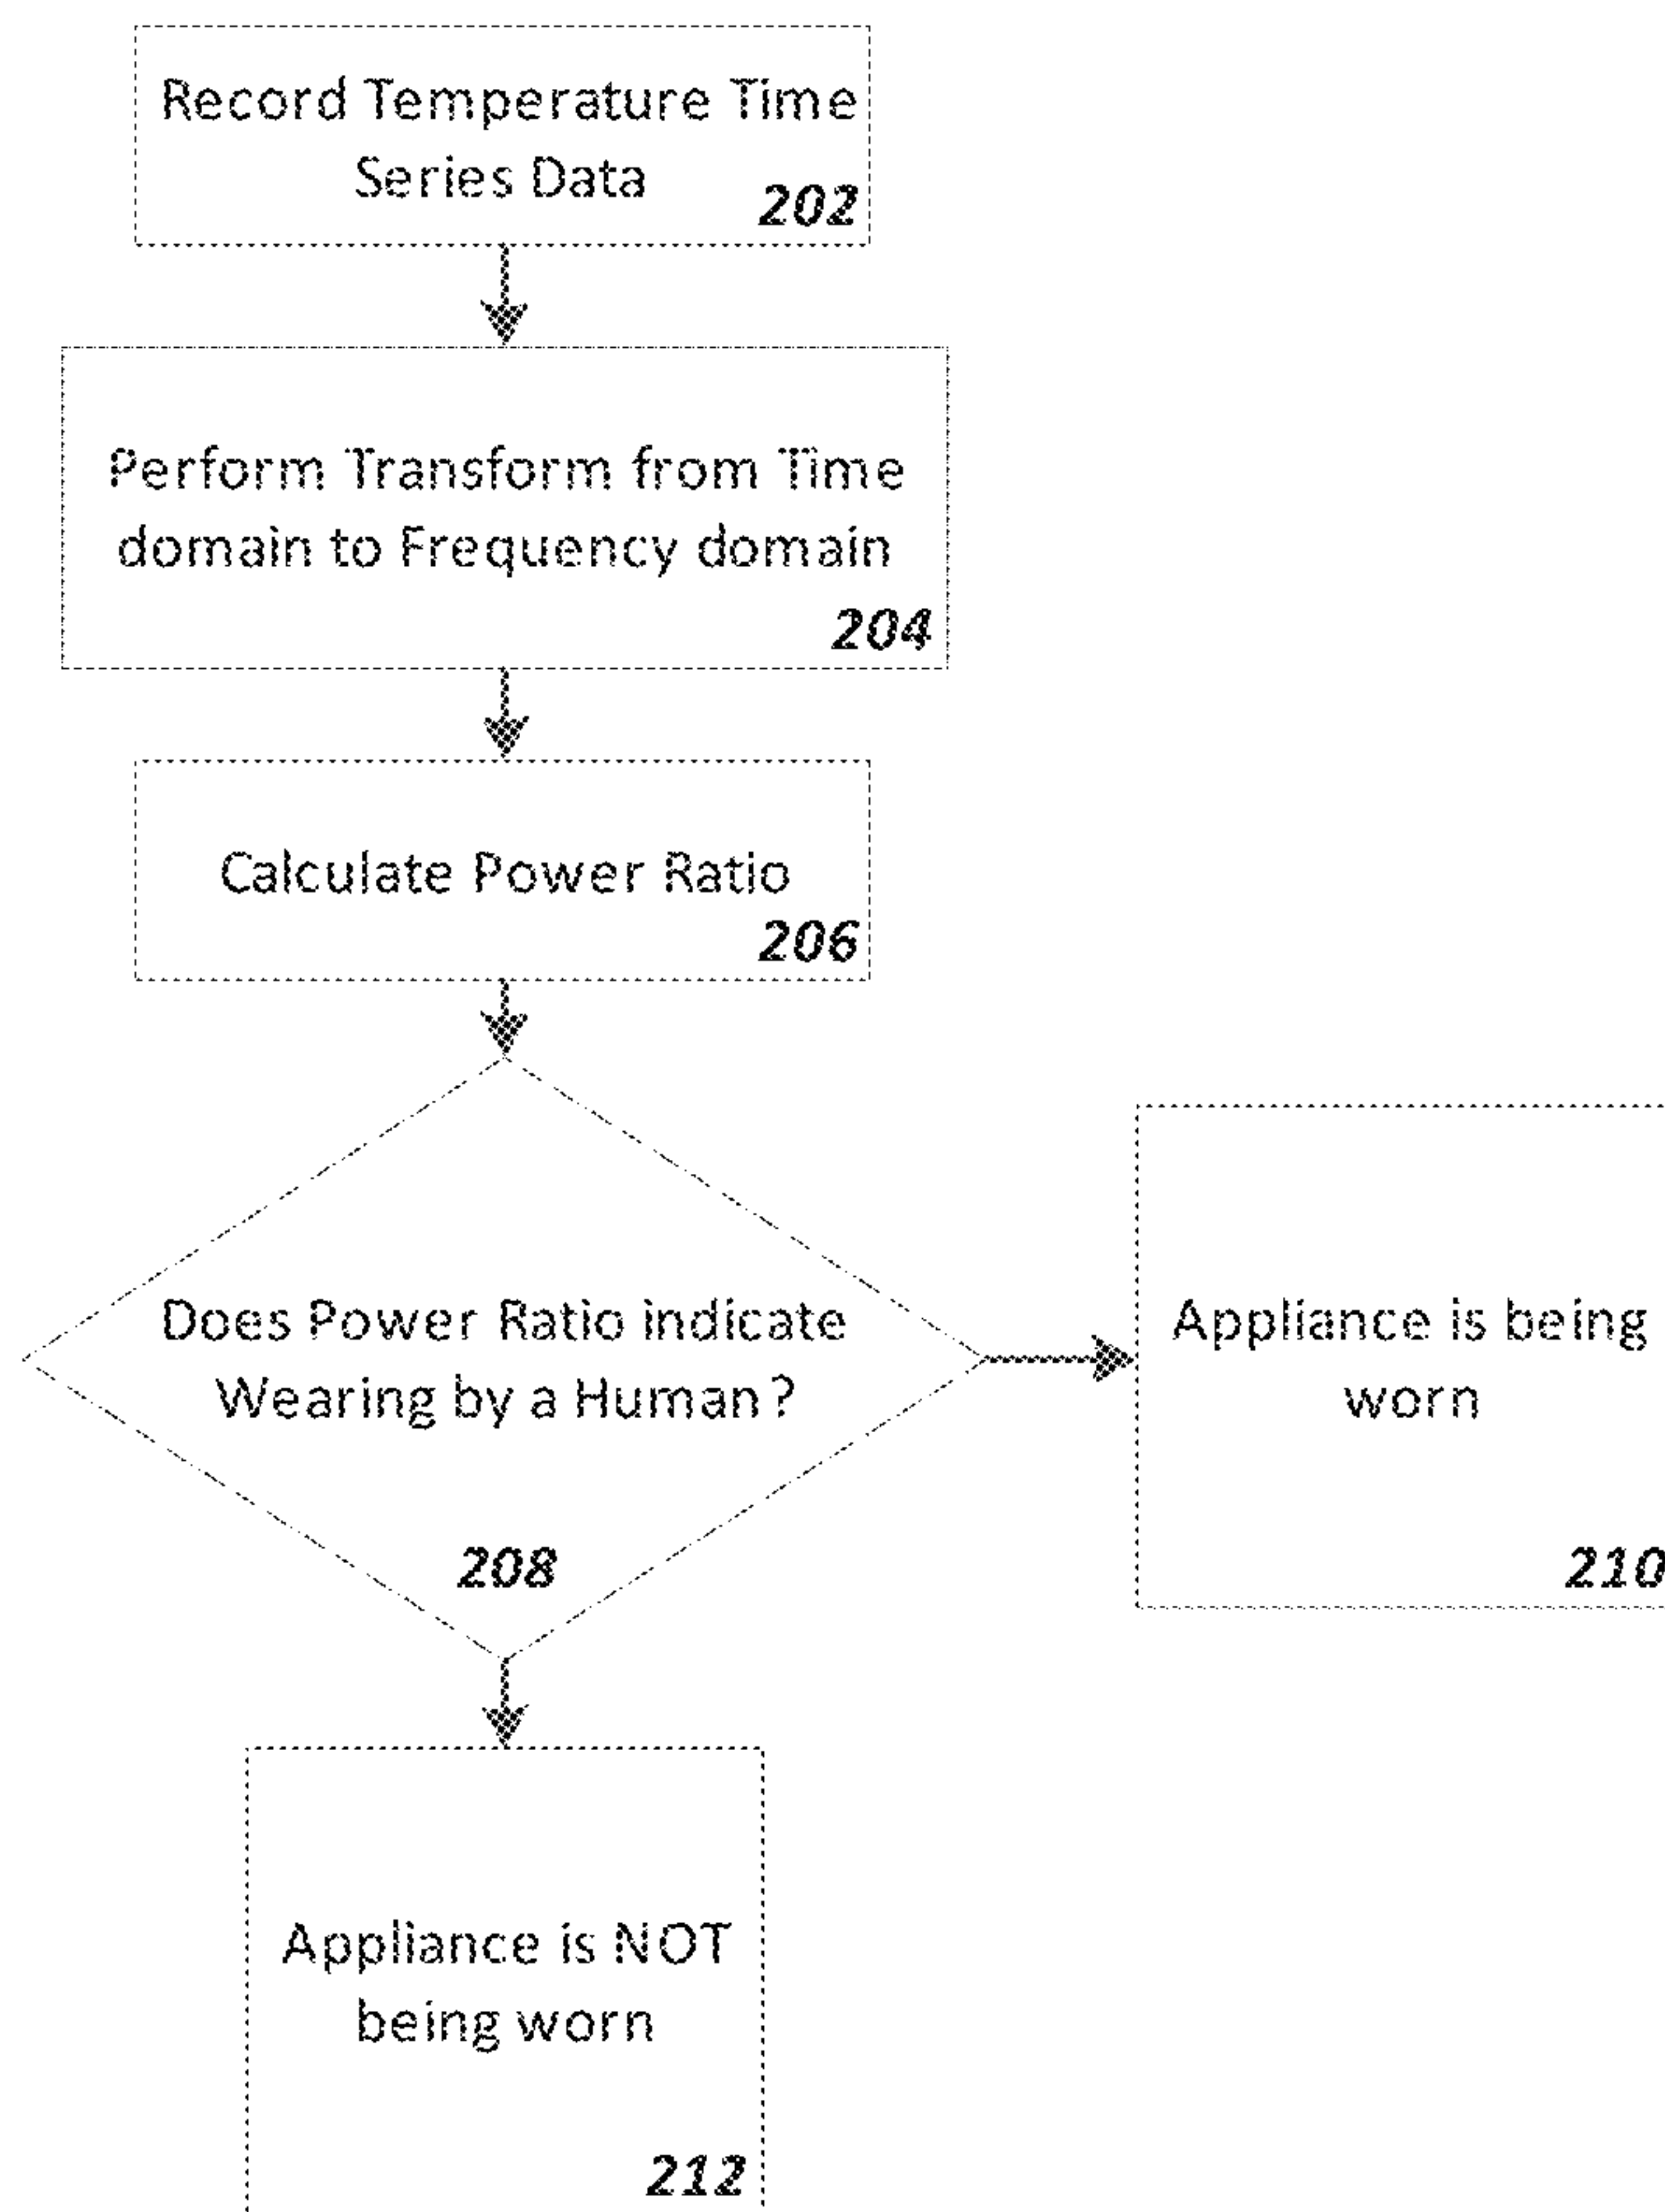 Record Temperature Time
Series Data
202
Perform Transform from Time
domain to Frequency domain
204
Calculate Power Ratio
206
Does Power Ratio indicate
Wearing by a Human?
208
Appliance is being
worn
210
Appliance is NOT
being worn
212